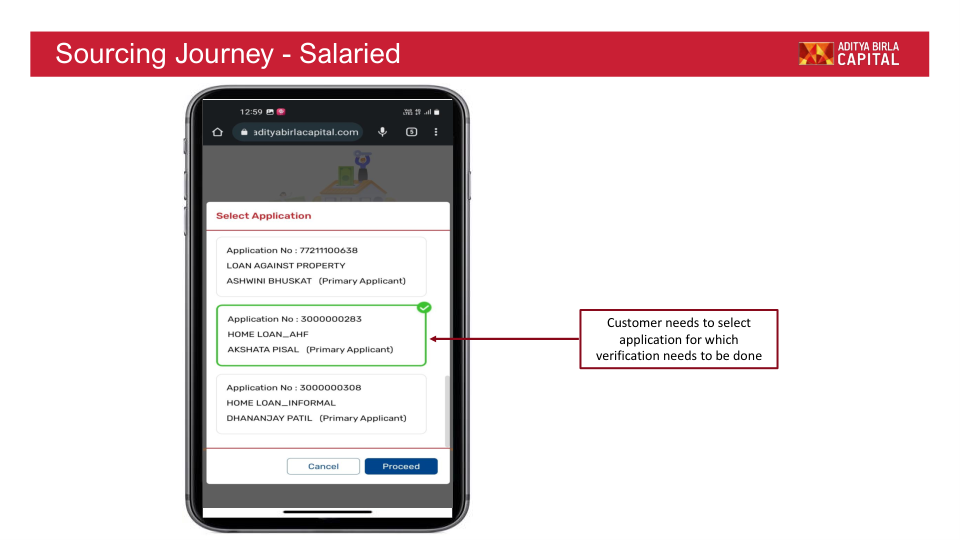 Sourcing Journey - Salaried
ADITYA BIRLA
CAPITAL
12:59
adityabirlacapital.com
5
Select Application
Application No : 77211100638
LOAN AGAINST PROPERTY
ASHWINI BHUSKAT (Primary Applicant)
Application No : 3000000283
HOME LOAN_AHF
AKSHATA PISAL (Primary Applicant)
Application No : 3000000308
HOME LOAN_INFORMAL
DHANANJAY PATIL (Primary Applicant)
Cancel
Proceed
Customer needs to select
application for which
verification needs to be done